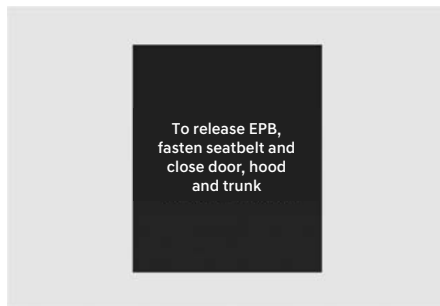 To release EPB,
fasten seatbelt and
close door, hood
and trunk